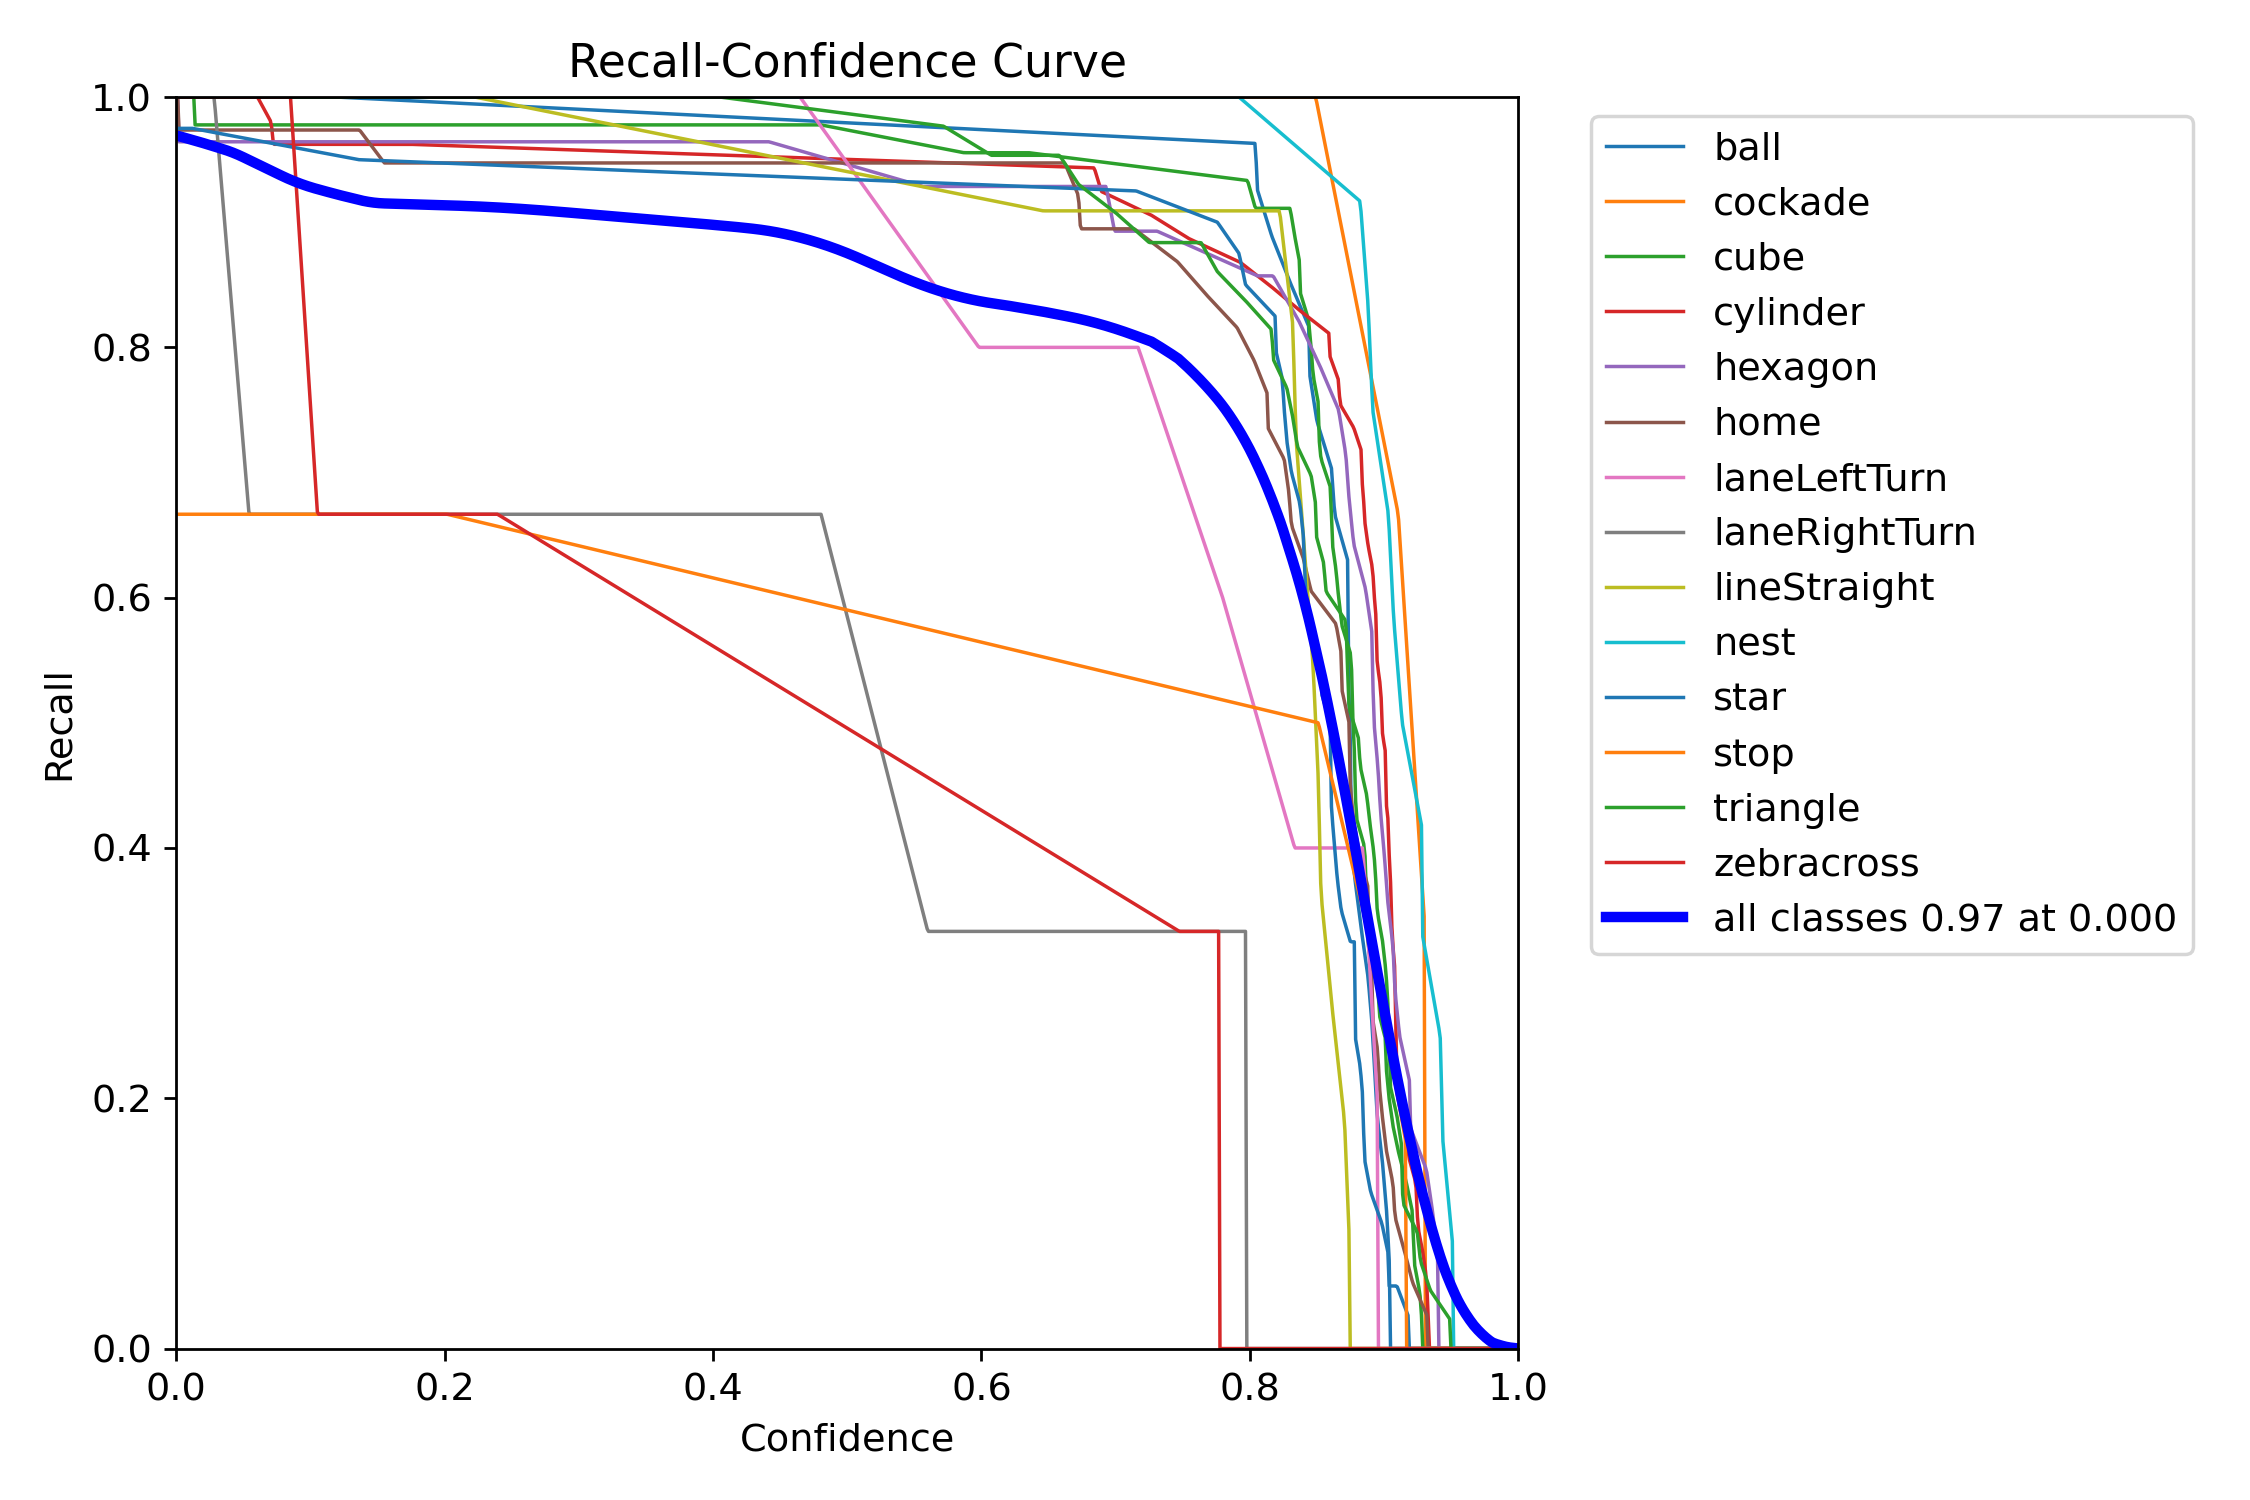 Recall-Confidence Curve
1.0
0.8
0.6
0.4
0.2
0.0
Recall
0.0 0.2 0.4 0.6 0.8 1.0
Confidence
ball
cockade
cube
cylinder
hexagon
home
laneLeftTurn
laneRightTurn
lineStraight
nest
star
stop
triangle
zebracross
all classes 0.97 at 0.000